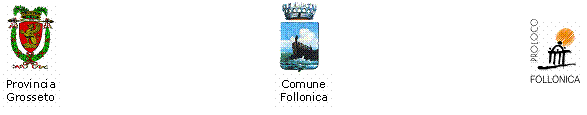 Provincia
Grosseto
Comune
Follonica
PROLOCO
FOLLONICA